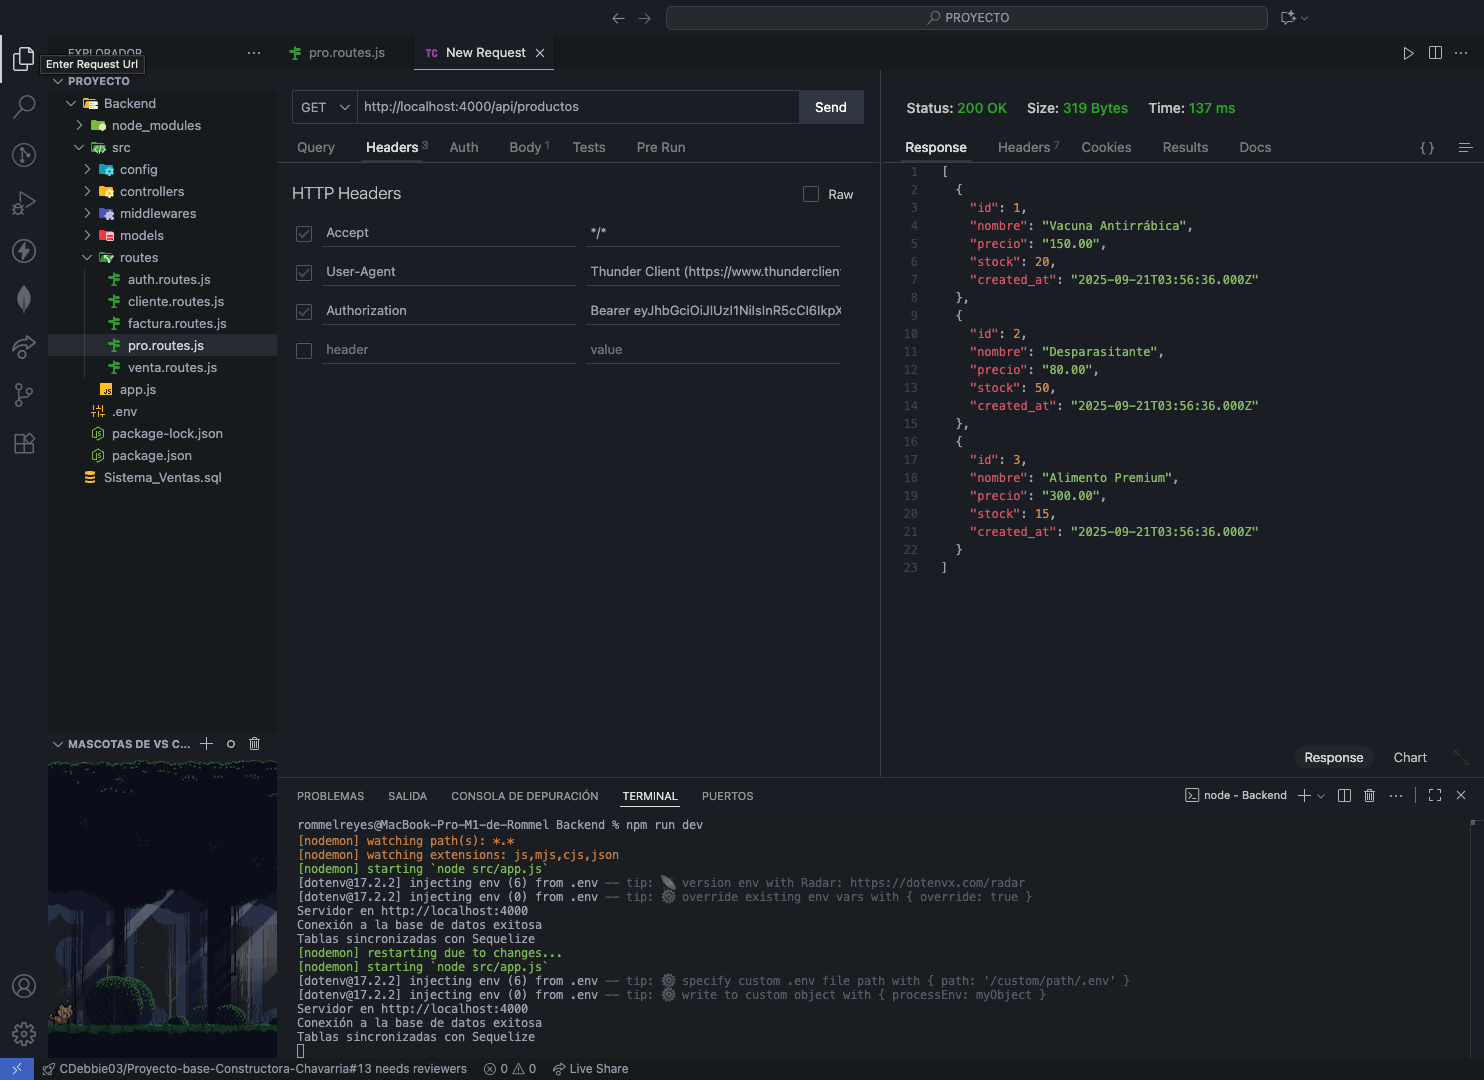 PROYECTO
EXPLORADOR
Enter Request Url
PROYECTO
Backend
node_modules
src
config
controllers
middlewares
models
routes
auth.routes.js
cliente.routes.js
factura.routes.js
pro.routes.js
venta.routes.js
app.js
.env
package-lock.json
package.json
Sistema_Ventas.sql
MASCOTAS DE VS C...
pro.routes.js
TC New Request
GET http://localhost:4000/api/productos Send
Query Headers 3 Auth Body 1 Tests Pre Run
HTTP Headers Raw
Accept */*
User-Agent Thunder Client (https://www.thunderclient
Authorization Bearer
header value
Status: 200 OK Size: 319 Bytes Time: 137 ms
Response Headers 7 Cookies Results Docs { }
1 [
2 {
3 "id": 1,
4 "nombre": "Vacuna Antirrábica",
5 "precio": "150.00",
6 "stock": 20,
7 "created_at": "2025-09-21T03:56:36.000Z"
8 },
9 {
10 "id": 2,
11 "nombre": "Desparasitante",
12 "precio": "80.00",
13 "stock": 50,
14 "created_at": "2025-09-21T03:56:36.000Z"
15 },
16 {
17 "id": 3,
18 "nombre": "Alimento Premium",
19 "precio": "300.00",
20 "stock": 15,
21 "created_at": "2025-09-21T03:56:36.000Z"
22 }
23 ]
Response Chart
PROBLEMAS SALIDA CONSOLA DE DEPURACIÓN TERMINAL PUERTOS
node - Backend
rommelreyes@MacBook-Pro-M1-de-Rommel Backend % npm run dev
[nodemon] watching path(s): *.*
[nodemon] watching extensions: js,mjs,cjs,json
[nodemon] starting `node src/app.js`
[dotenv@17.2.2] injecting env (6) from .env -- tip: 📡 version env with Radar: https://dotenvx.com/radar
[dotenv@17.2.2] injecting env (0) from .env -- tip: ⚙️ override existing env vars with { override: true }
Servidor en http://localhost:4000
Conexión a la base de datos exitosa
Tablas sincronizadas con Sequelize
[nodemon] restarting due to changes...
[nodemon] starting `node src/app.js`
[dotenv@17.2.2] injecting env (6) from .env -- tip: ⚙️ specify custom .env file path with { path: '/custom/path/.env' }
[dotenv@17.2.2] injecting env (0) from .env -- tip: ⚙️ write to custom object with { processEnv: myObject }
Servidor en http://localhost:4000
Conexión a la base de datos exitosa
Tablas sincronizadas con Sequelize
CDebbie03/Proyecto-base-Constructora-Chavarria#13 needs reviewers 0 0 Live Share